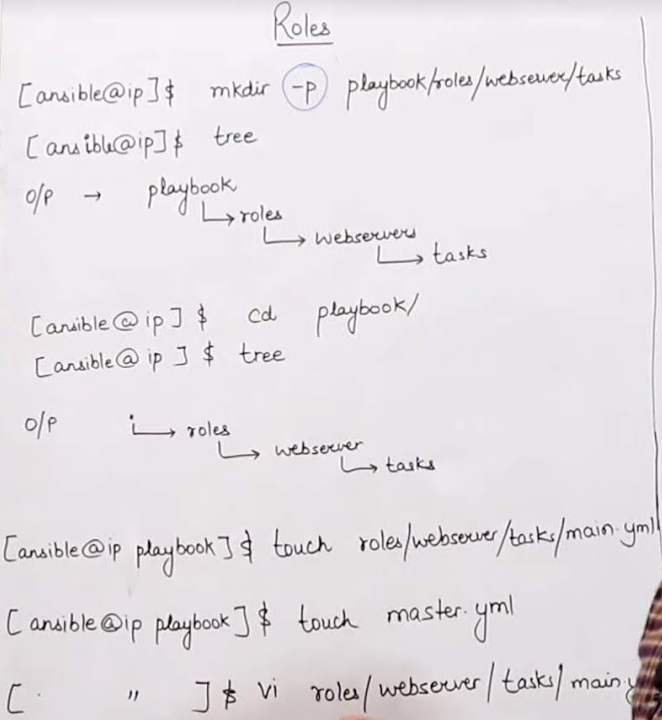 Roles
[ansible@ip]$ mkdir -p playbook/roles/webserver/tasks
[ansible@ip]$ tree
O/P → playbook
↳ roles
↳ webservers
↳ tasks
[ansible@ip]$ cd playbook/
[ansible@ip]$ tree
O/P . ↳ roles
↳ webserver
↳ tasks
[ansible@ip playbook]$ touch roles/webserver/tasks/main.yml
[ansible@ip playbook]$ touch master.yml
[ " ]$ vi roles/webserver/tasks/main.y